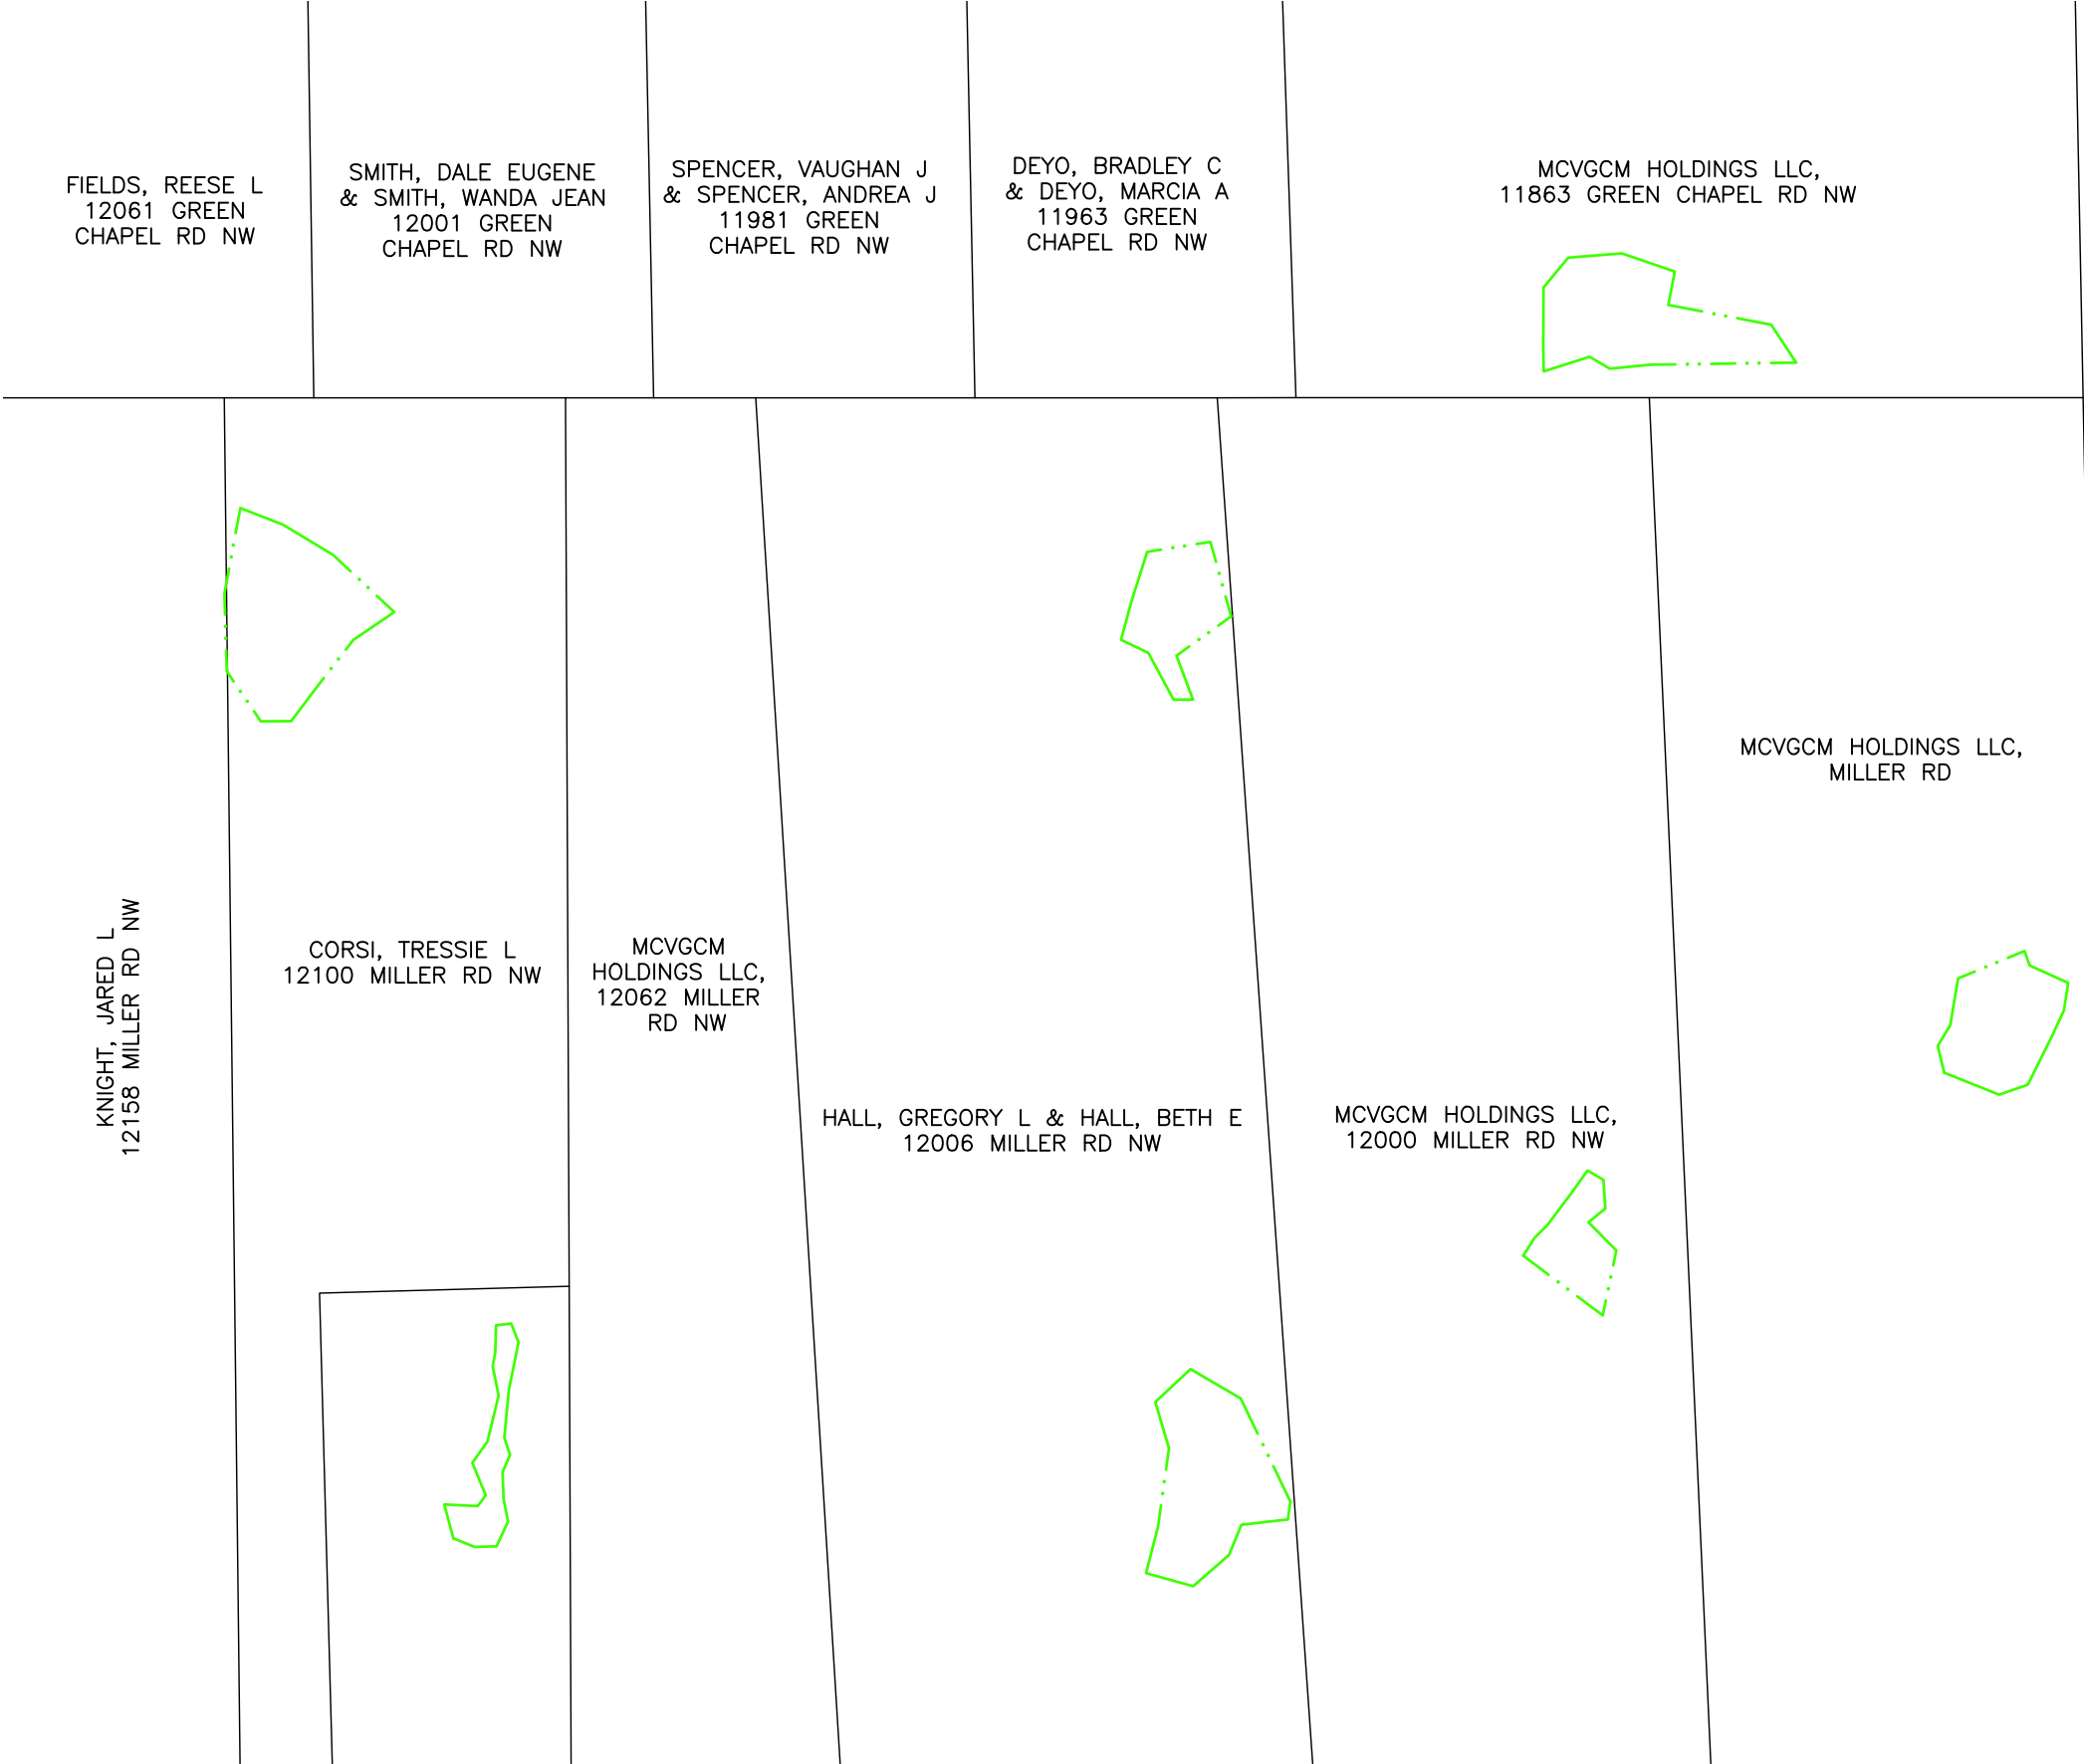 FIELDS, REESE L
12061 GREEN
CHAPEL RD NW
SMITH, DALE EUGENE
& SMITH, WANDA JEAN
12001 GREEN
CHAPEL RD NW
SPENCER, VAUGHAN J
& SPENCER, ANDREA J
11981 GREEN
CHAPEL RD NW
DEYO, BRADLEY C
& DEYO, MARCIA A
11963 GREEN
CHAPEL RD NW
MCVGCM HOLDINGS LLC,
11863 GREEN CHAPEL RD NW
MCVGCM HOLDINGS LLC,
MILLER RD
KNIGHT, JARED L
12158 MILLER RD NW
CORSI, TRESSIE L
12100 MILLER RD NW
MCVGCM
HOLDINGS LLC,
12062 MILLER
RD NW
HALL, GREGORY L & HALL, BETH E
12006 MILLER RD NW
MCVGCM HOLDINGS LLC,
12000 MILLER RD NW